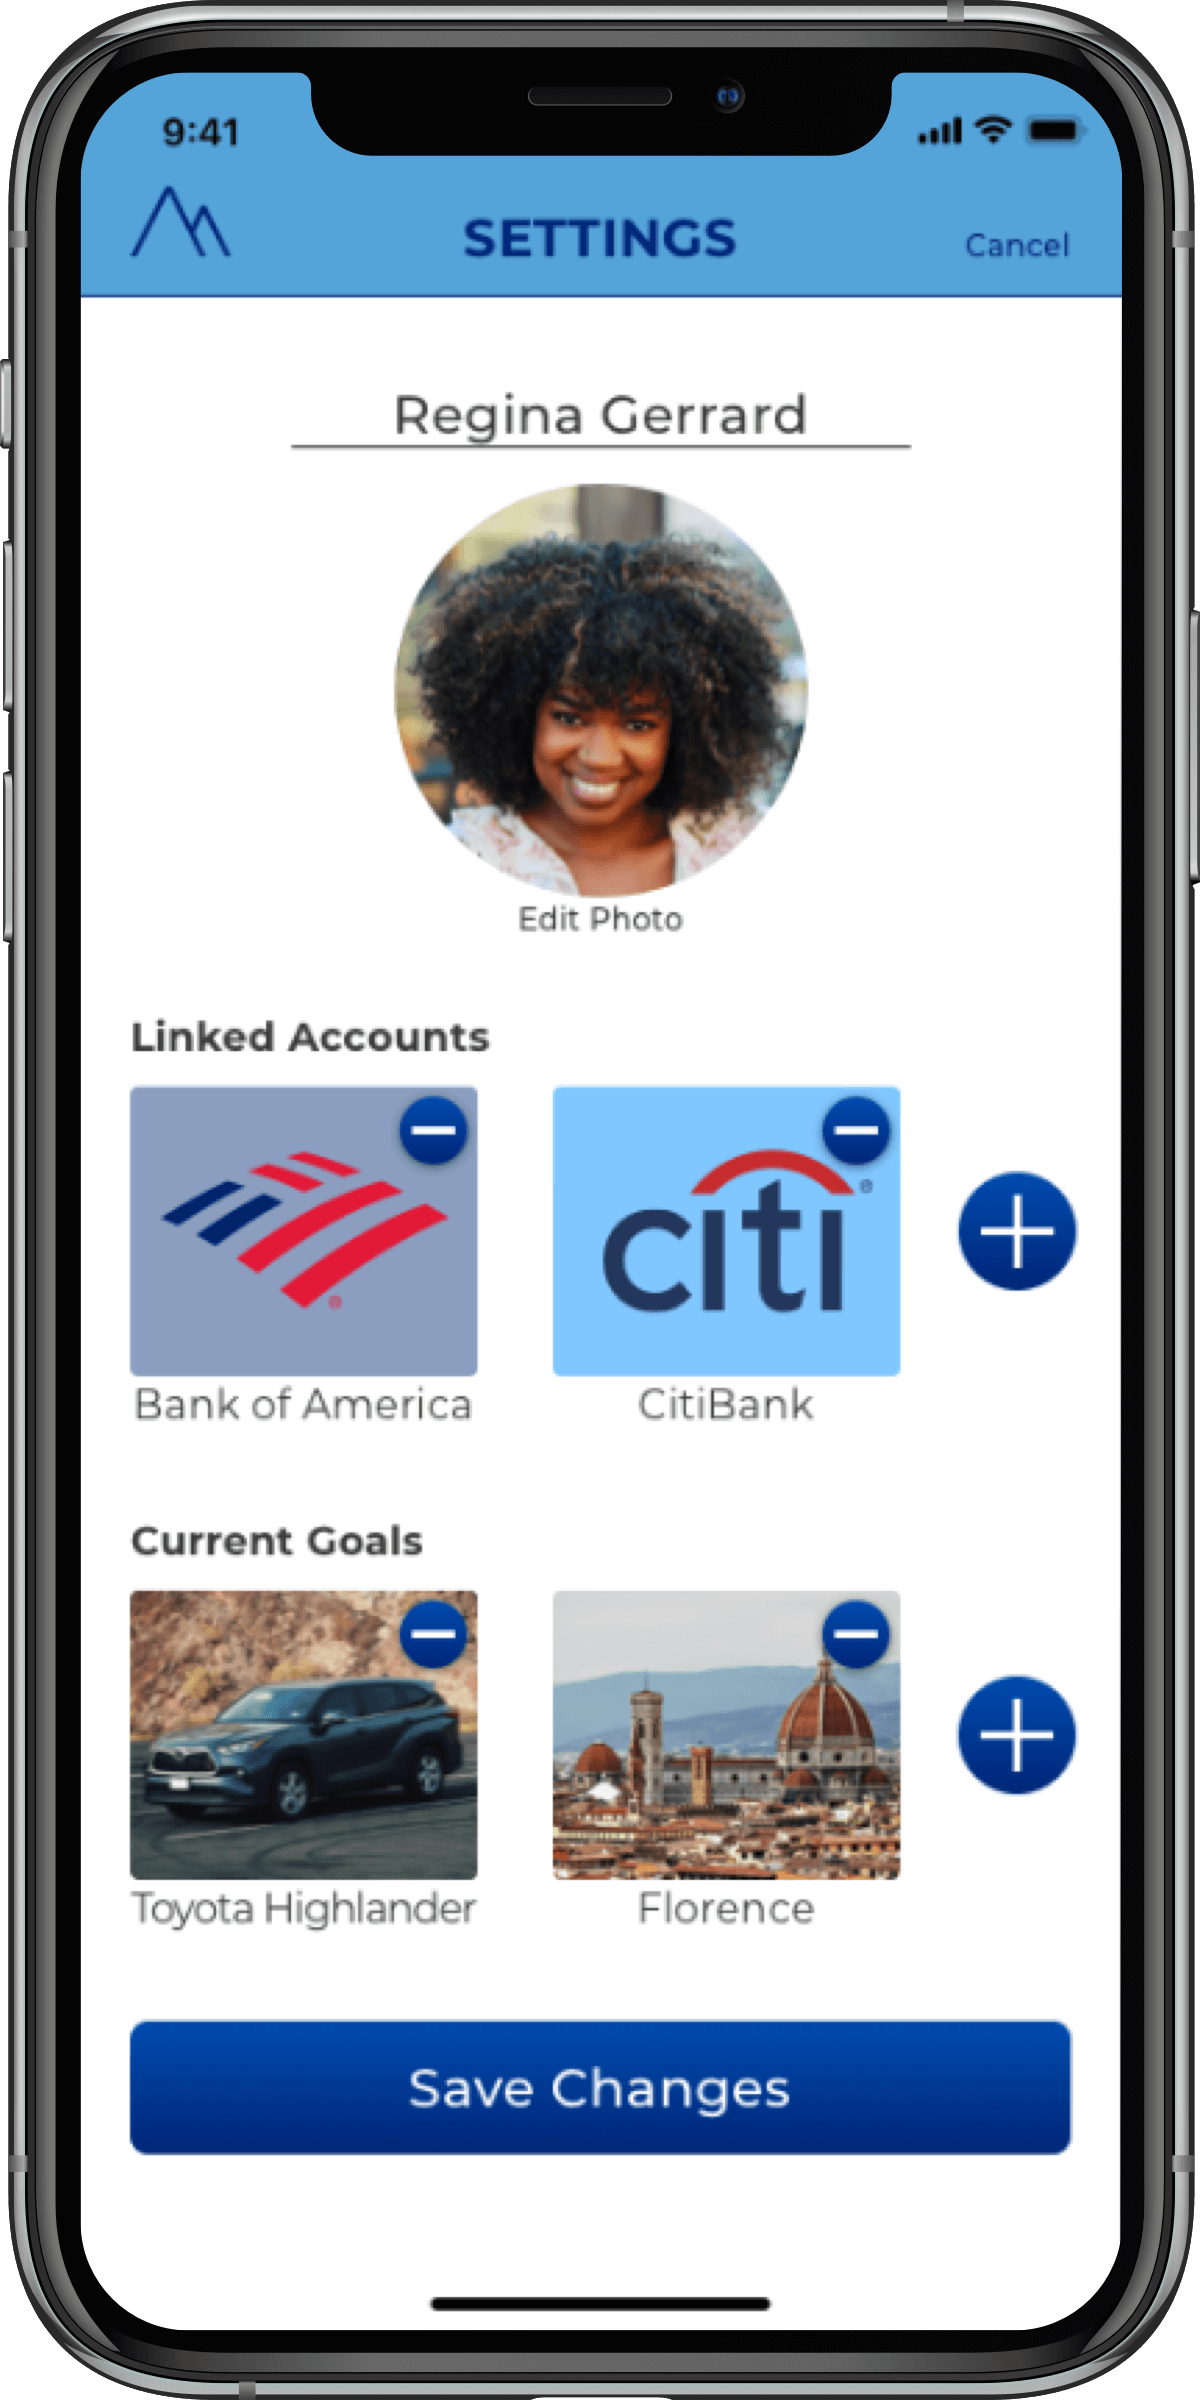 9:41
SETTINGS
Cancel
Regina Gerrard
Edit Photo
Linked Accounts
citi®
®
Bank of America
CitiBank
Current Goals
Toyota Highlander
Florence
Save Changes